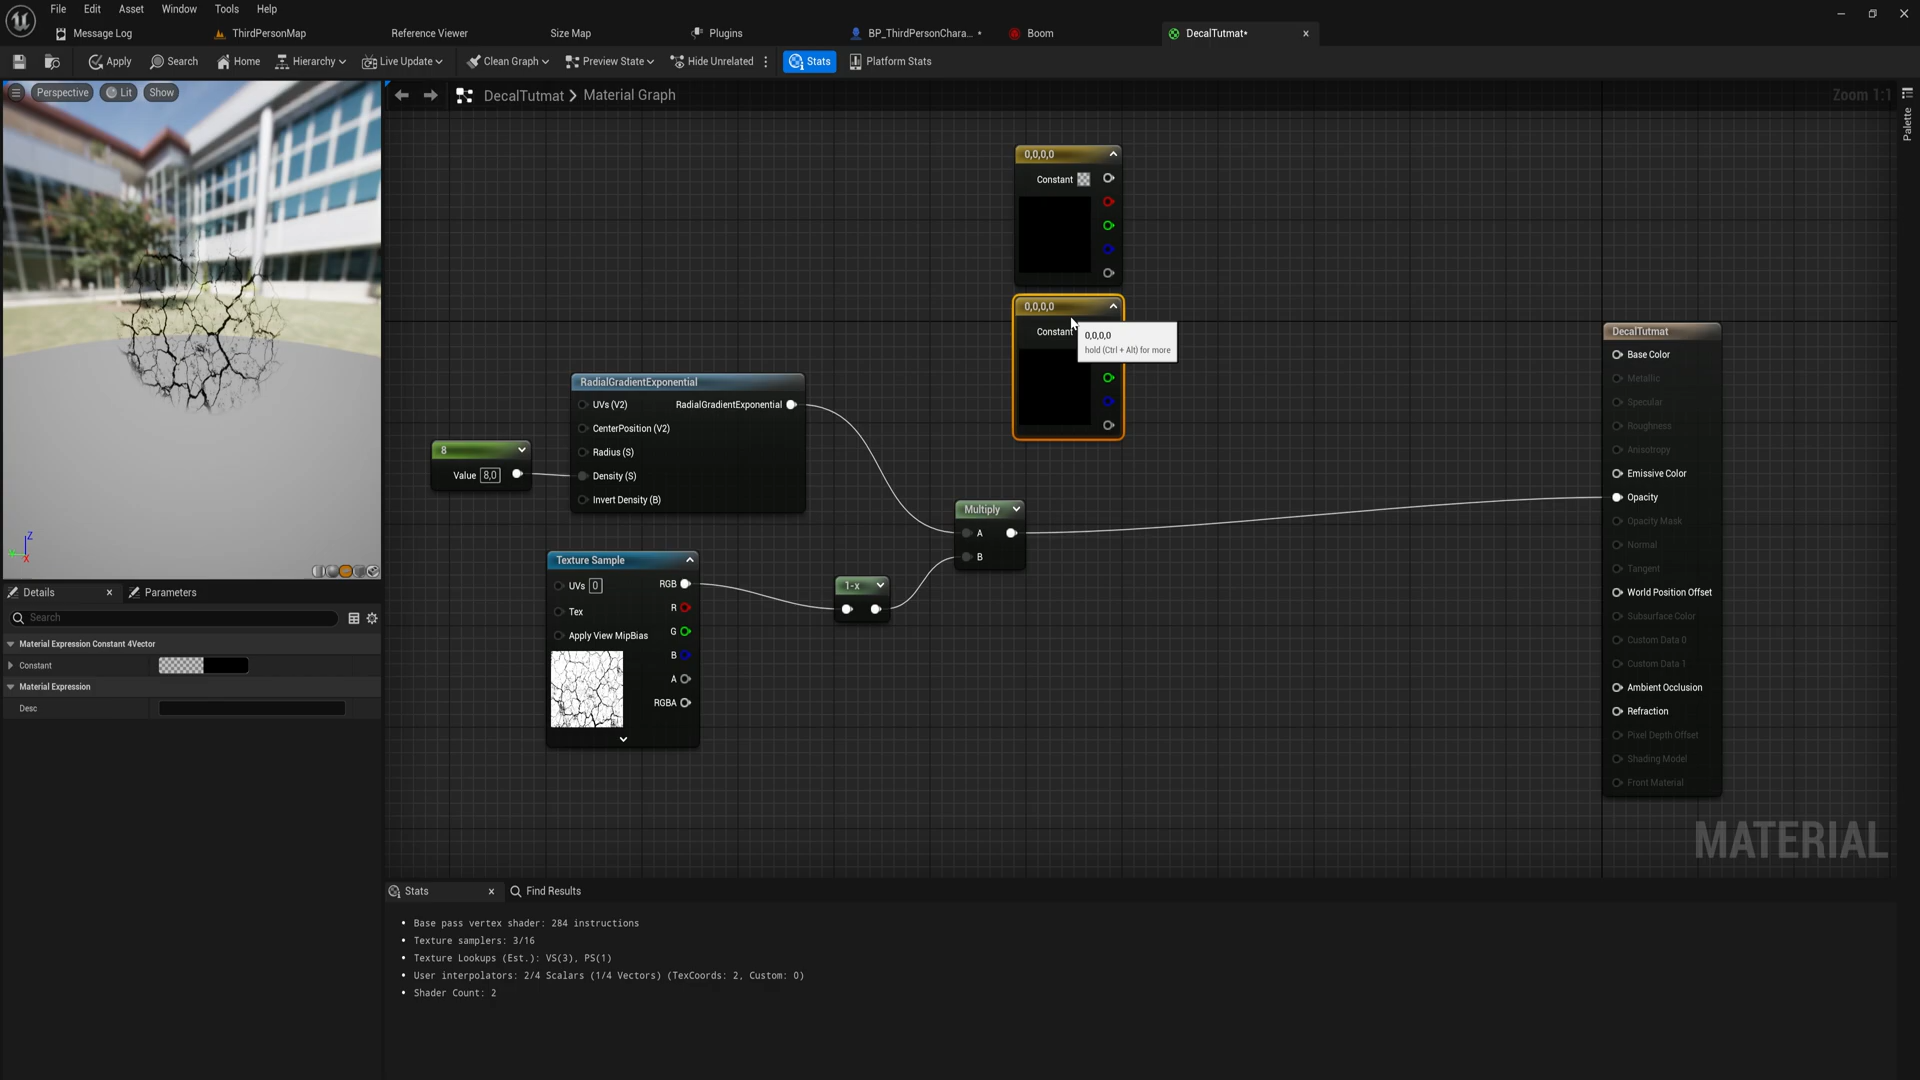 File Edit Asset Window Tools Help
Message Log ThirdPersonMap Reference Viewer Size Map Plugins BP_ThirdPersonChara... * Boom DecalTutmat*
Apply Search Home Hierarchy Live Update Clean Graph Preview State Hide Unrelated Stats Platform Stats
Perspective Lit Show
DecalTutmat > Material Graph
Zoom 1:1
Palette
0,0,0,0
Constant
0,0,0,0
Constant
0,0,0,0
hold (Ctrl + Alt) for more
DecalTutmat
Base Color
Metallic
Specular
Roughness
Anisotropy
Emissive Color
Opacity
Opacity Mask
Normal
Tangent
World Position Offset
Subsurface Color
Custom Data 0
Custom Data 1
Ambient Occlusion
Refraction
Pixel Depth Offset
Shading Model
Front Material
RadialGradientExponential
UVs (V2) RadialGradientExponential
CenterPosition (V2)
Radius (S)
Density (S)
Invert Density (B)
8
Value 8,0
Multiply
A
B
1-x
Texture Sample
UVs 0 RGB
R
Tex
G
Apply View MipBias
B
A
RGBA
Z
X
Details Parameters
Search
Material Expression Constant 4Vector
Constant
Material Expression
Desc
MATERIAL
Stats Find Results
• Base pass vertex shader: 284 instructions
• Texture samplers: 3/16
• Texture Lookups (Est.): VS(3), PS(1)
• User interpolators: 2/4 Scalars (1/4 Vectors) (TexCoords: 2, Custom: 0)
• Shader Count: 2